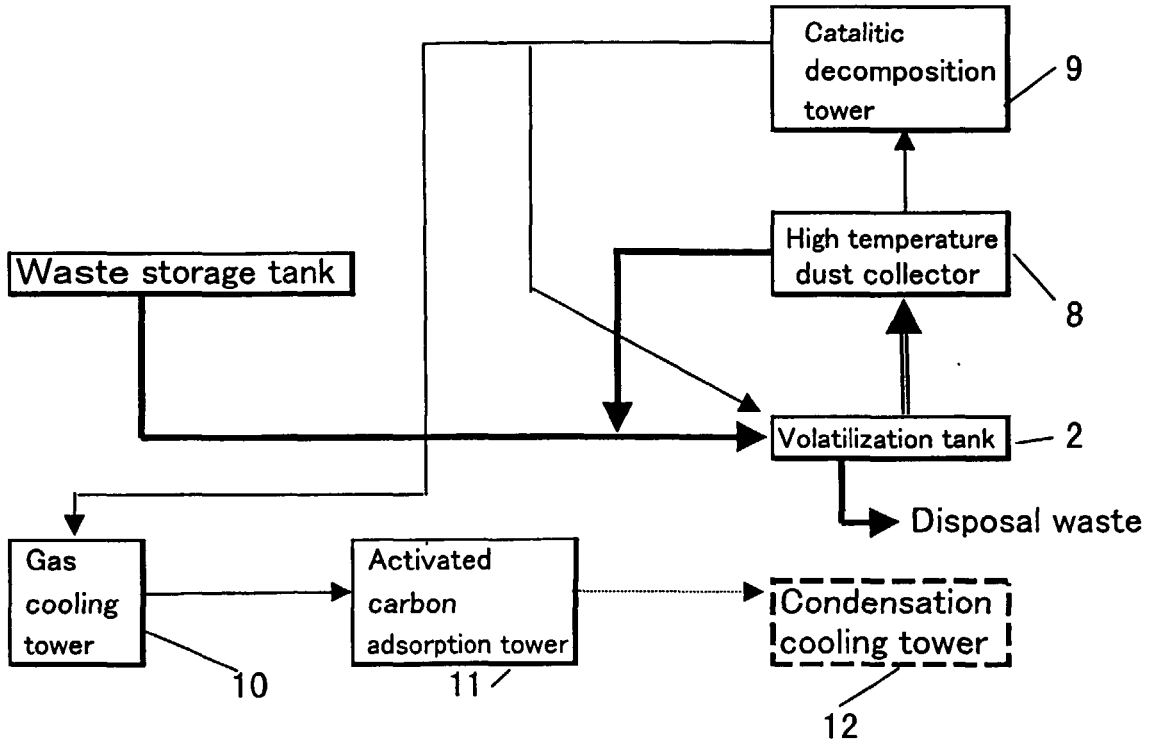 Catalitic
decomposition
tower
9
High temperature
dust collector
8
Waste storage tank
Volatilization tank
2
Disposal waste
Gas
cooling
tower
10
Activated
carbon
adsorption tower
11
Condensation
cooling tower
12